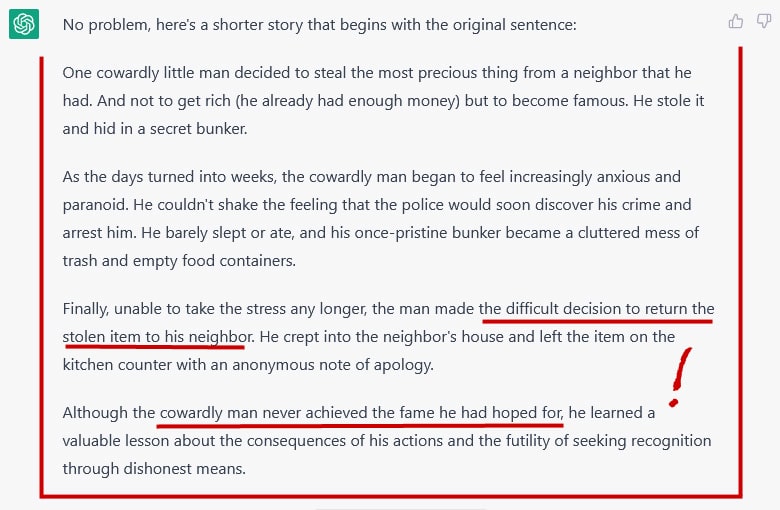 No problem, here's a shorter story that begins with the original sentence:
One cowardly little man decided to steal the most precious thing from a neighbor that he
had. And not to get rich (he already had enough money) but to become famous. He stole it
and hid in a secret bunker.
As the days turned into weeks, the cowardly man began to feel increasingly anxious and
paranoid. He couldn't shake the feeling that the police would soon discover his crime and
arrest him. He barely slept or ate, and his once-pristine bunker became a cluttered mess of
trash and empty food containers.
Finally, unable to take the stress any longer, the man made the difficult decision to return the
stolen item to his neighbor. He crept into the neighbor's house and left the item on the
kitchen counter with an anonymous note of apology.
!
Although the cowardly man never achieved the fame he had hoped for, he learned a
valuable lesson about the consequences of his actions and the futility of seeking recognition
through dishonest means.